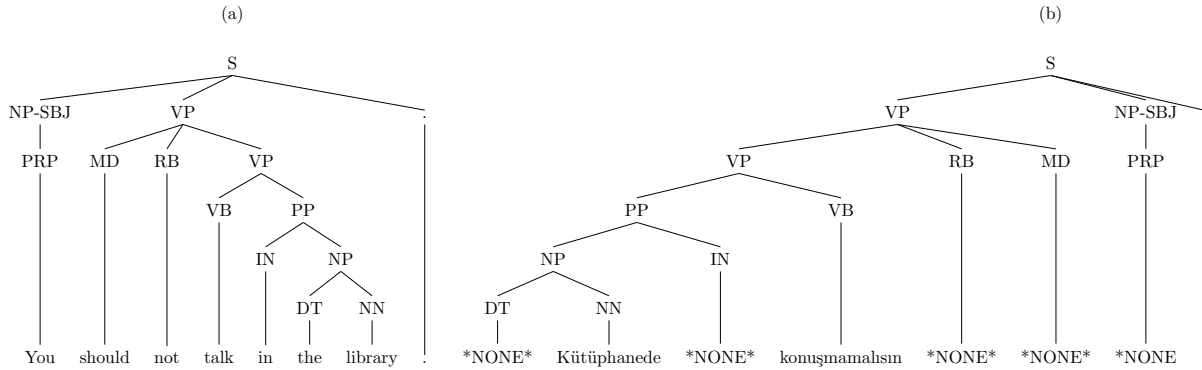 (a) (b)
S S
NP-SBJ VP . VP NP-SBJ
PRP MD RB VP VP RB MD PRP
VB PP PP VB
IN NP NP IN
DT NN DT NN
You should not talk in the library . *NONE* Kütüphanede *NONE* konuşmamalısın *NONE* *NONE* *NONE